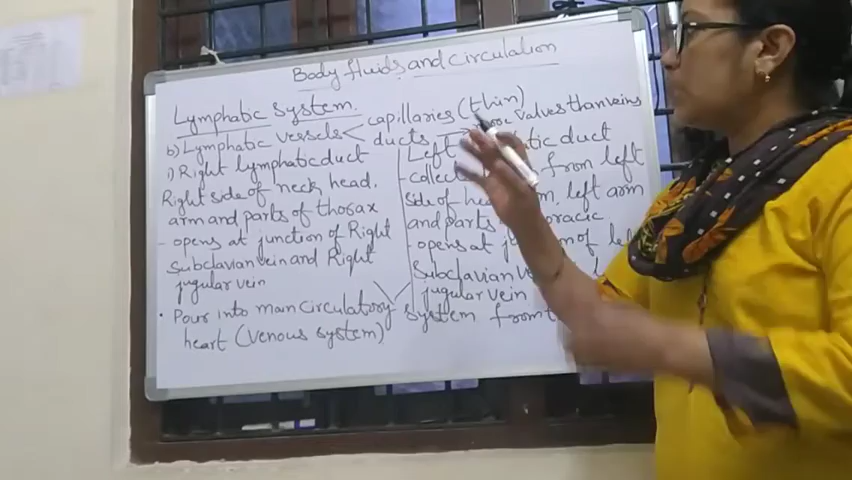 Body fluids and circulation
Lymphatic System.
b) Lymphatic vessels < capillaries (thin)
ducts → valves than veins
i) Right lymphatic duct
Right side of neck, head.
arm and parts of thorax
- opens at junction of Right
Subclavian vein and Right
jugular vein
Left duct
- from left
side of left arm
and parts thoracic
- opens at of
Subclavian
jugular vein
• Pour into main Circulatory system from
heart (Venous system)